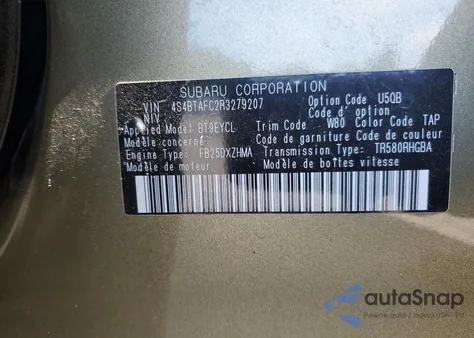 SUBARU CORPORATION
VIN 4S4BTAFC2R3279207 Option Code U5QB
NIV Code d' option
Model Applied BT9EYCL Trim Code W80 Color Code TAP
Modèle concerné Code de garniture Code de couleur
Engine Type FB25DXZHMA Transmission Type TR580RHGBA
Modèle de moteur Modèle de boîtes vitesse
autoSnap